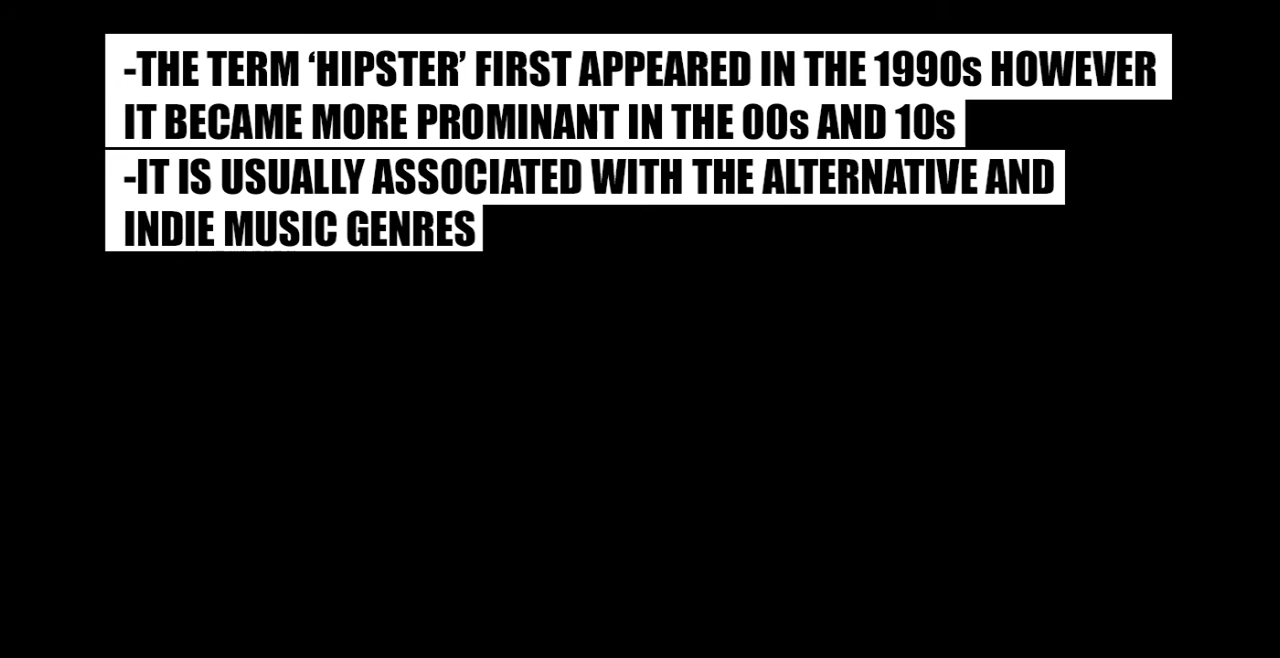 -THE TERM ‘HIPSTER’ FIRST APPEARED IN THE 1990s HOWEVER
IT BECAME MORE PROMINANT IN THE 00s AND 10s
-IT IS USUALLY ASSOCIATED WITH THE ALTERNATIVE AND
INDIE MUSIC GENRES